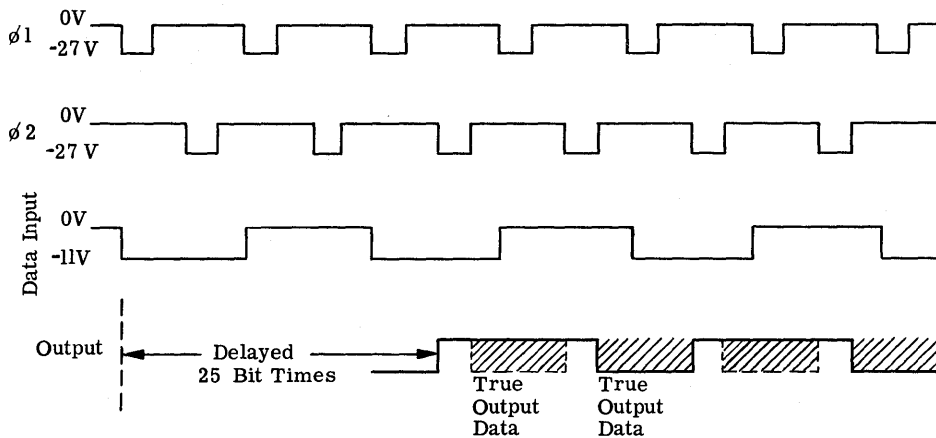 0V
ø1
-27 V
0V
ø2
-27 V
Data Input
0V
-11V
Output
Delayed
25 Bit Times
True
Output
Data
True
Output
Data